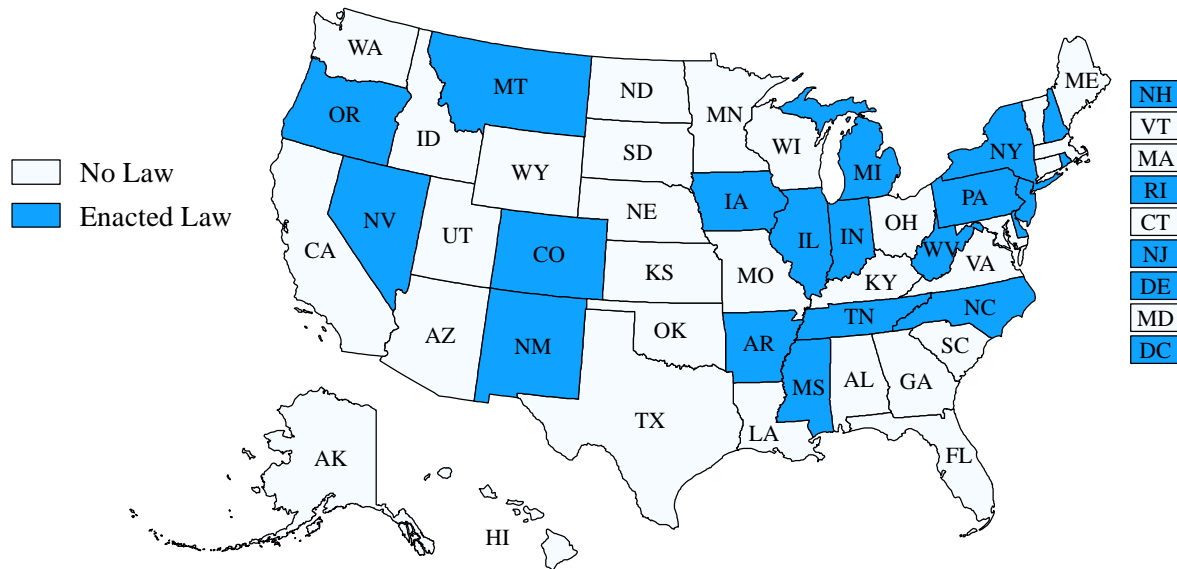 WA
ME
MT
ND
NH
MN
OR
VT
NY
ID
WI
SD
MA
MI
WY
No Law
RI
PA
IA
NE
Enacted Law
NV
OH
CT
IL
IN
UT
CA
CO
WV
NJ
VA
KS
MO
KY
DE
NC
TN
MD
OK
AZ
NM
AR
SC
DC
MS
AL
GA
TX
LA
FL
AK
HI